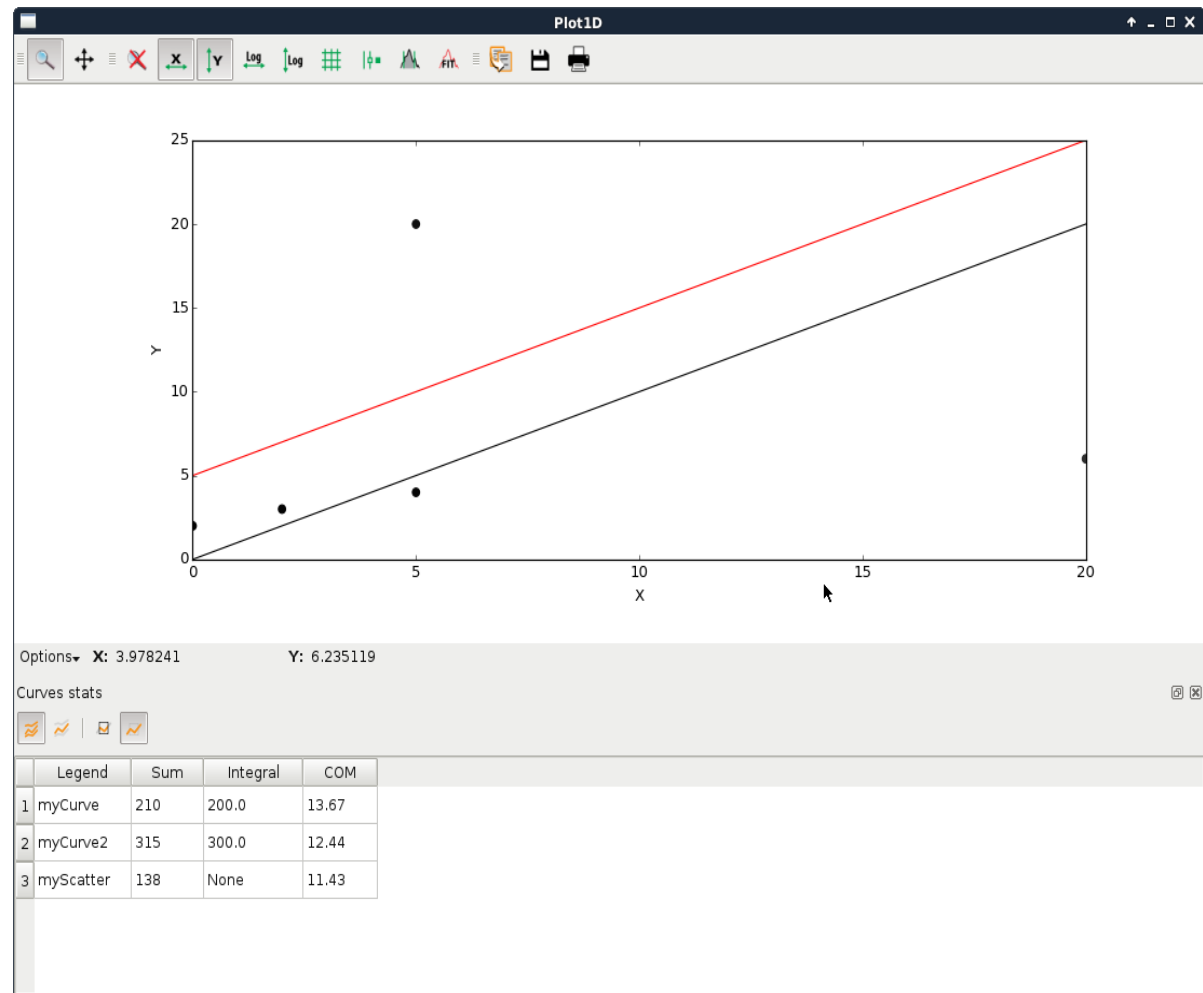 Plot1D
X Y Log Log FIT
25
20
15
Y
10
5
0
0 5 10 15 20
X
Options X: 3.978241 Y: 6.235119
Curves stats
Legend Sum Integral COM
1 myCurve 210 200.0 13.67
2 myCurve2 315 300.0 12.44
3 myScatter 138 None 11.43